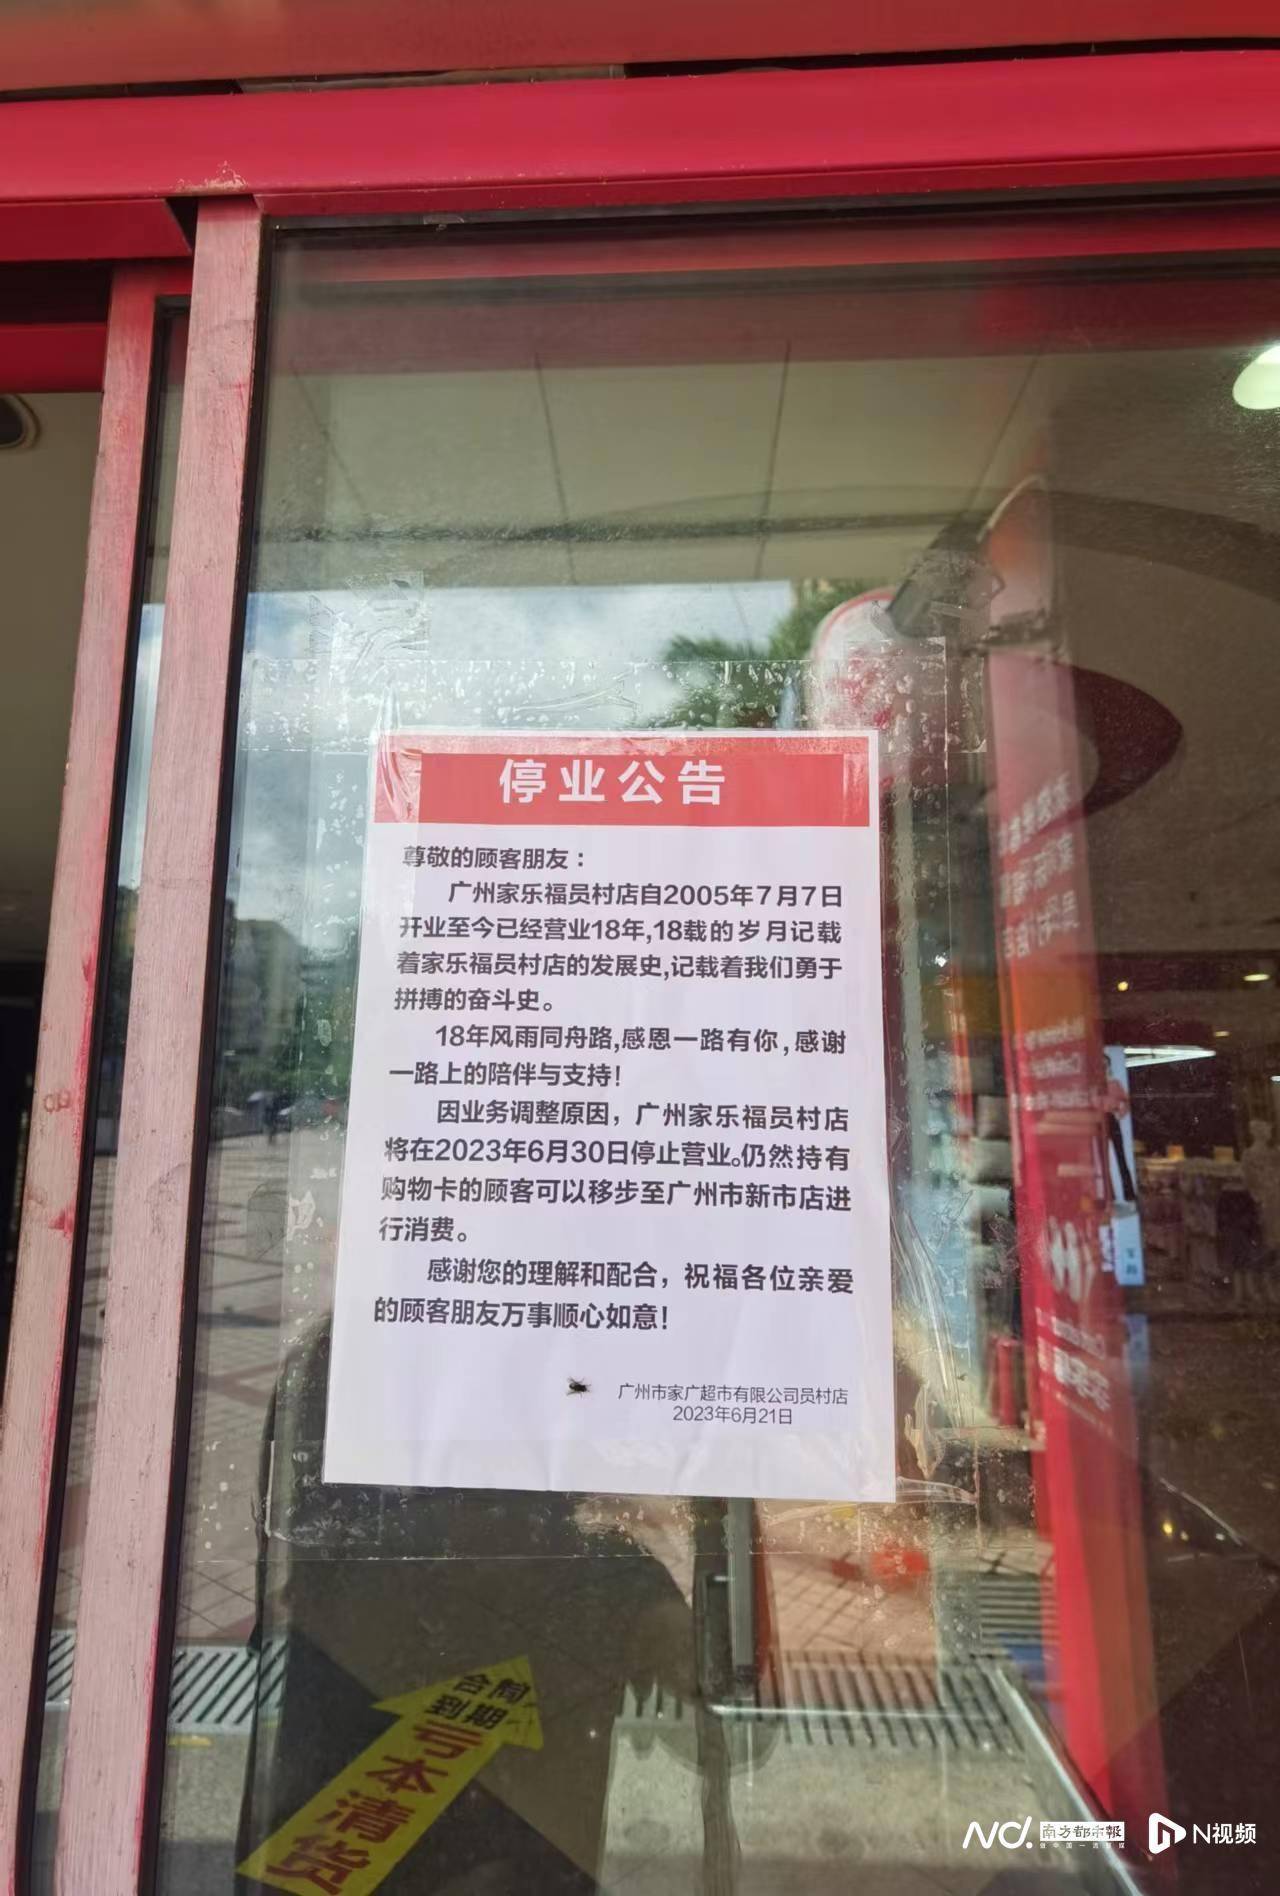 停业公告
尊敬的顾客朋友：
广州家乐福员村店自2005年7月7日
开业至今已经营业18年,18载的岁月记载
着家乐福员村店的发展史,记载着我们勇于
拼搏的奋斗史。
18年风雨同舟路,感恩一路有你,感谢
一路上的陪伴与支持!
因业务调整原因，广州家乐福员村店
将在2023年6月30日停止营业。仍然持有
购物卡的顾客可以移步至广州市新市店进
行消费。
感谢您的理解和配合，祝福各位亲爱
的顾客朋友万事顺心如意!
广州市家广超市有限公司员村店
2023年6月21日
合同
到期
亏本清货
N视频
南方都市报